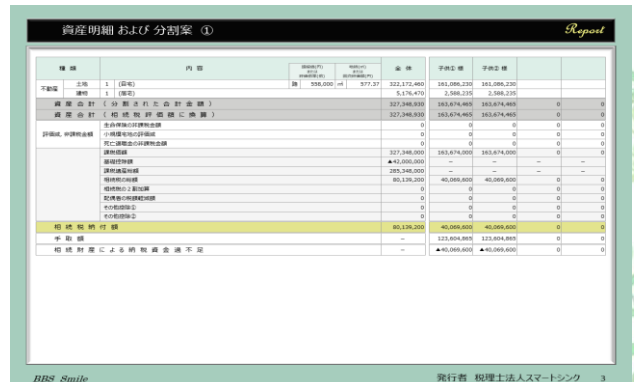 資産明細 および 分割案 ①
Report
種 類 内 容 路線価(円) 地積(㎡) 全 体 子供① 様 子供② 様
不動産 土地 1 (自宅) 路 558,000 ㎡ 577.37 322,172,460 161,086,230 161,086,230
建物 1 (居宅) 5,176,470 2,588,235 2,588,235
資 産 合 計 ( 分 割 さ れ た 合 計 金 額 ) 327,348,930 163,674,465 163,674,465 0 0
資 産 合 計 ( 相 続 税 評 価 額 に 換 算 ) 327,348,930 163,674,465 163,674,465 0 0
評価減, 非課税金額 生命保険の非課税金額 0 0 0 0 0
小規模宅地の評価減 0 0 0 0 0
死亡退職金の非課税金額 0 0 0 0 0
課税価額 327,348,000 163,674,000 163,674,000 0 0
基礎控除額 ▲42,000,000 － － － －
課税遺産総額 285,348,000
相続税の総額 80,139,200 40,069,600 40,069,600 0 0
相続税の２割加算 0 0 0 0 0
配偶者の税額軽減額 0 0 0 0 0
その他控除① 0 0 0 0 0
その他控除② 0 0 0 0 0
相 続 税 納 付 額 80,139,200 40,069,600 40,069,600 0 0
手 取 額 － 123,604,865 123,604,865 0 0
相 続 財 産 に よ る 納 税 資 金 過 不 足 － ▲40,069,600 ▲40,069,600 0 0
BBS Smile
発行者 税理士法人スマートシンク 3